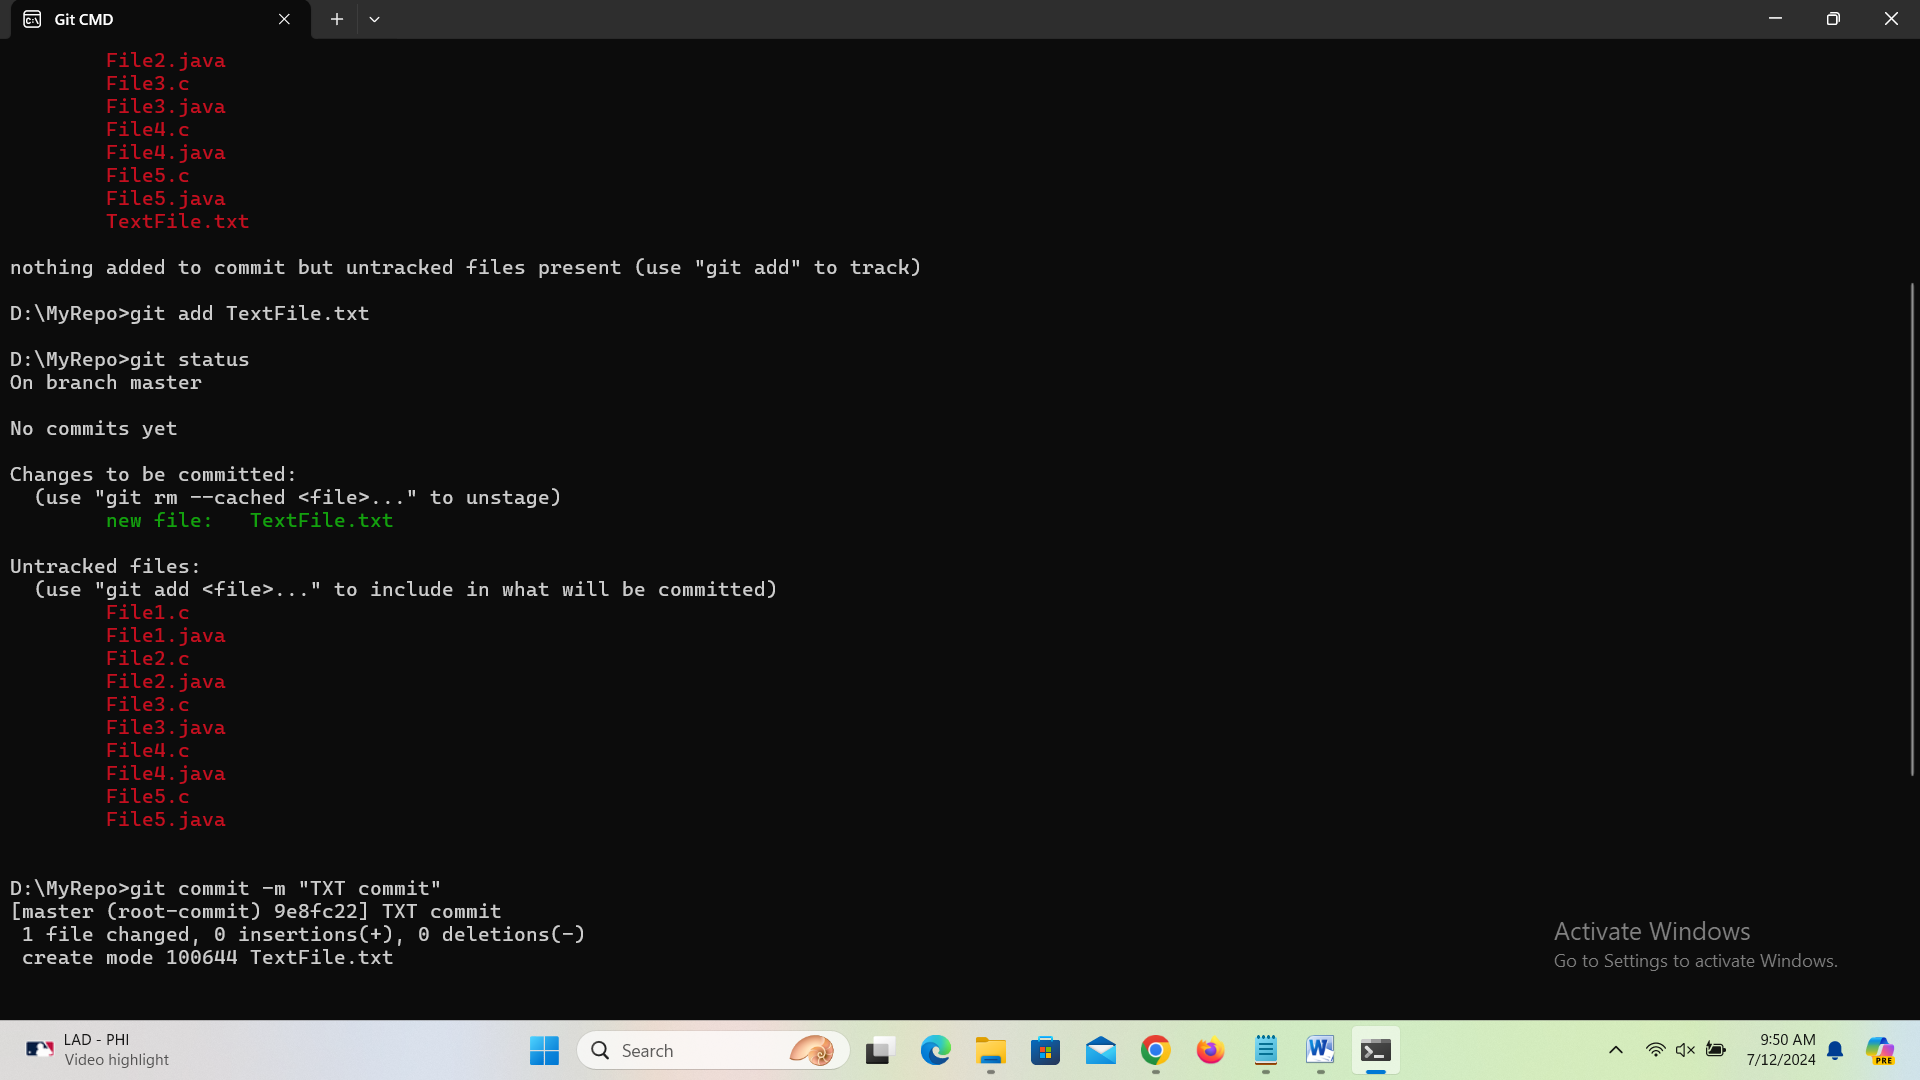 Git CMD
File2.java
File3.c
File3.java
File4.c
File4.java
File5.c
File5.java
TextFile.txt
nothing added to commit but untracked files present (use "git add" to track)
D:\MyRepo>git add TextFile.txt
D:\MyRepo>git status
On branch master
No commits yet
Changes to be committed:
(use "git rm --cached <file>..." to unstage)
new file:   TextFile.txt
Untracked files:
(use "git add <file>..." to include in what will be committed)
File1.c
File1.java
File2.c
File2.java
File3.c
File3.java
File4.c
File4.java
File5.c
File5.java
D:\MyRepo>git commit -m "TXT commit"
[master (root-commit) 9e8fc22] TXT commit
1 file changed, 0 insertions(+), 0 deletions(-)
create mode 100644 TextFile.txt
Activate Windows
Go to Settings to activate Windows.
LAD - PHI
Video highlight
Search
9:50 AM
7/12/2024
PRE